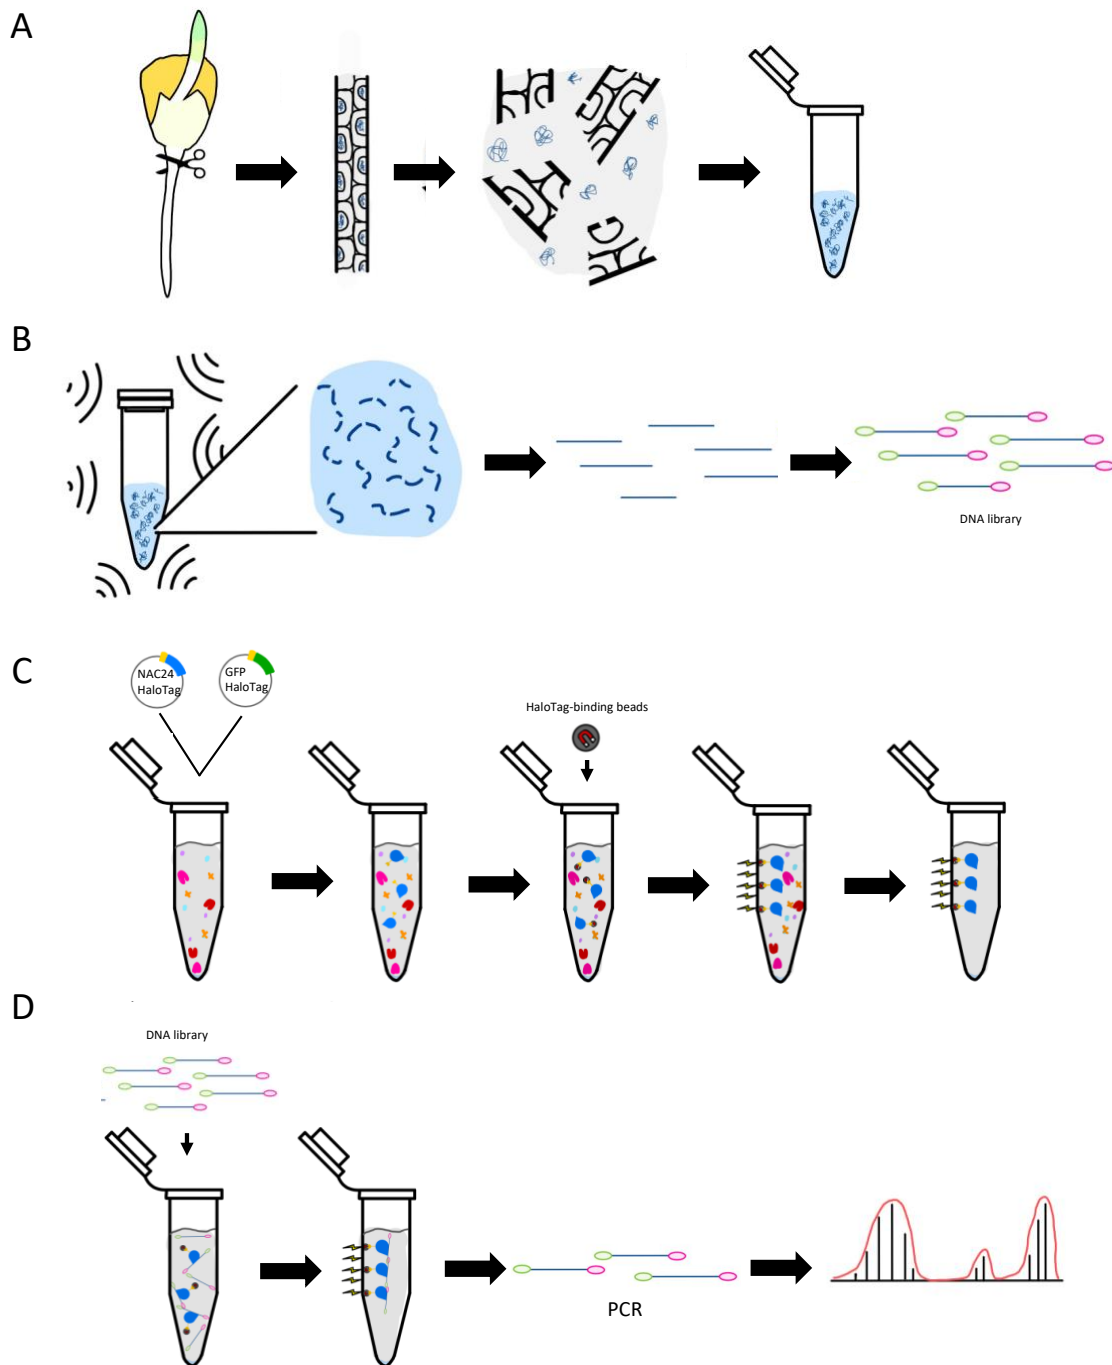 A
B
DNA library
C
NAC24
HaloTag
GFP
HaloTag
HaloTag-binding beads
D
DNA library
PCR